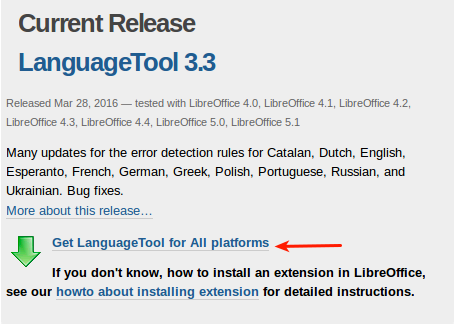 Current Release
LanguageTool 3.3
Released Mar 28, 2016 — tested with LibreOffice 4.0, LibreOffice 4.1, LibreOffice 4.2,
LibreOffice 4.3, LibreOffice 4.4, LibreOffice 5.0, LibreOffice 5.1
Many updates for the error detection rules for Catalan, Dutch, English,
Esperanto, French, German, Greek, Polish, Portuguese, Russian, and
Ukrainian. Bug fixes.
More about this release…
Get LanguageTool for All platforms
If you don't know, how to install an extension in LibreOffice,
see our howto about installing extension for detailed instructions.